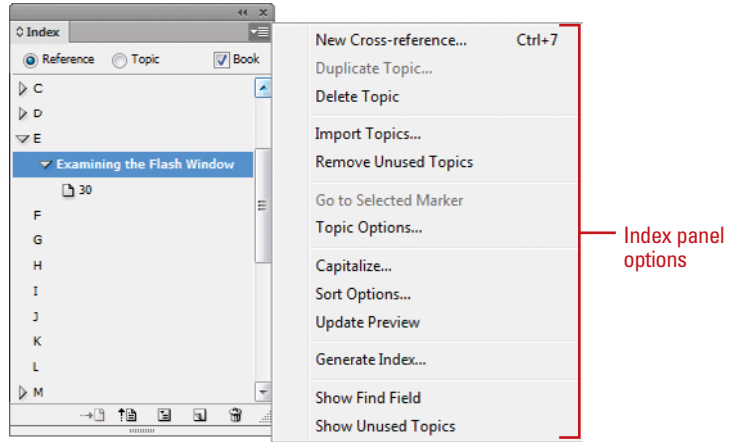 Index
Reference Topic Book
C
D
E
Examining the Flash Window
30
F
G
H
I
J
K
L
M
New Cross-reference... Ctrl+7
Duplicate Topic...
Delete Topic
Import Topics...
Remove Unused Topics
Go to Selected Marker
Topic Options...
Capitalize...
Sort Options...
Update Preview
Generate Index...
Show Find Field
Show Unused Topics
Index panel
options